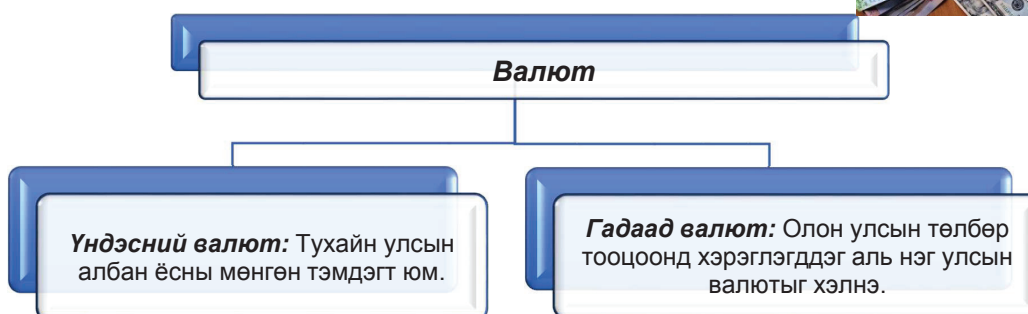 Валют
Үндэсний валют: Тухайн улсын
албан ёсны мөнгөн тэмдэгт юм.
Гадаад валют: Олон улсын төлбөр
тооцоонд хэрэглэгддэг аль нэг улсын
валютыг хэлнэ.